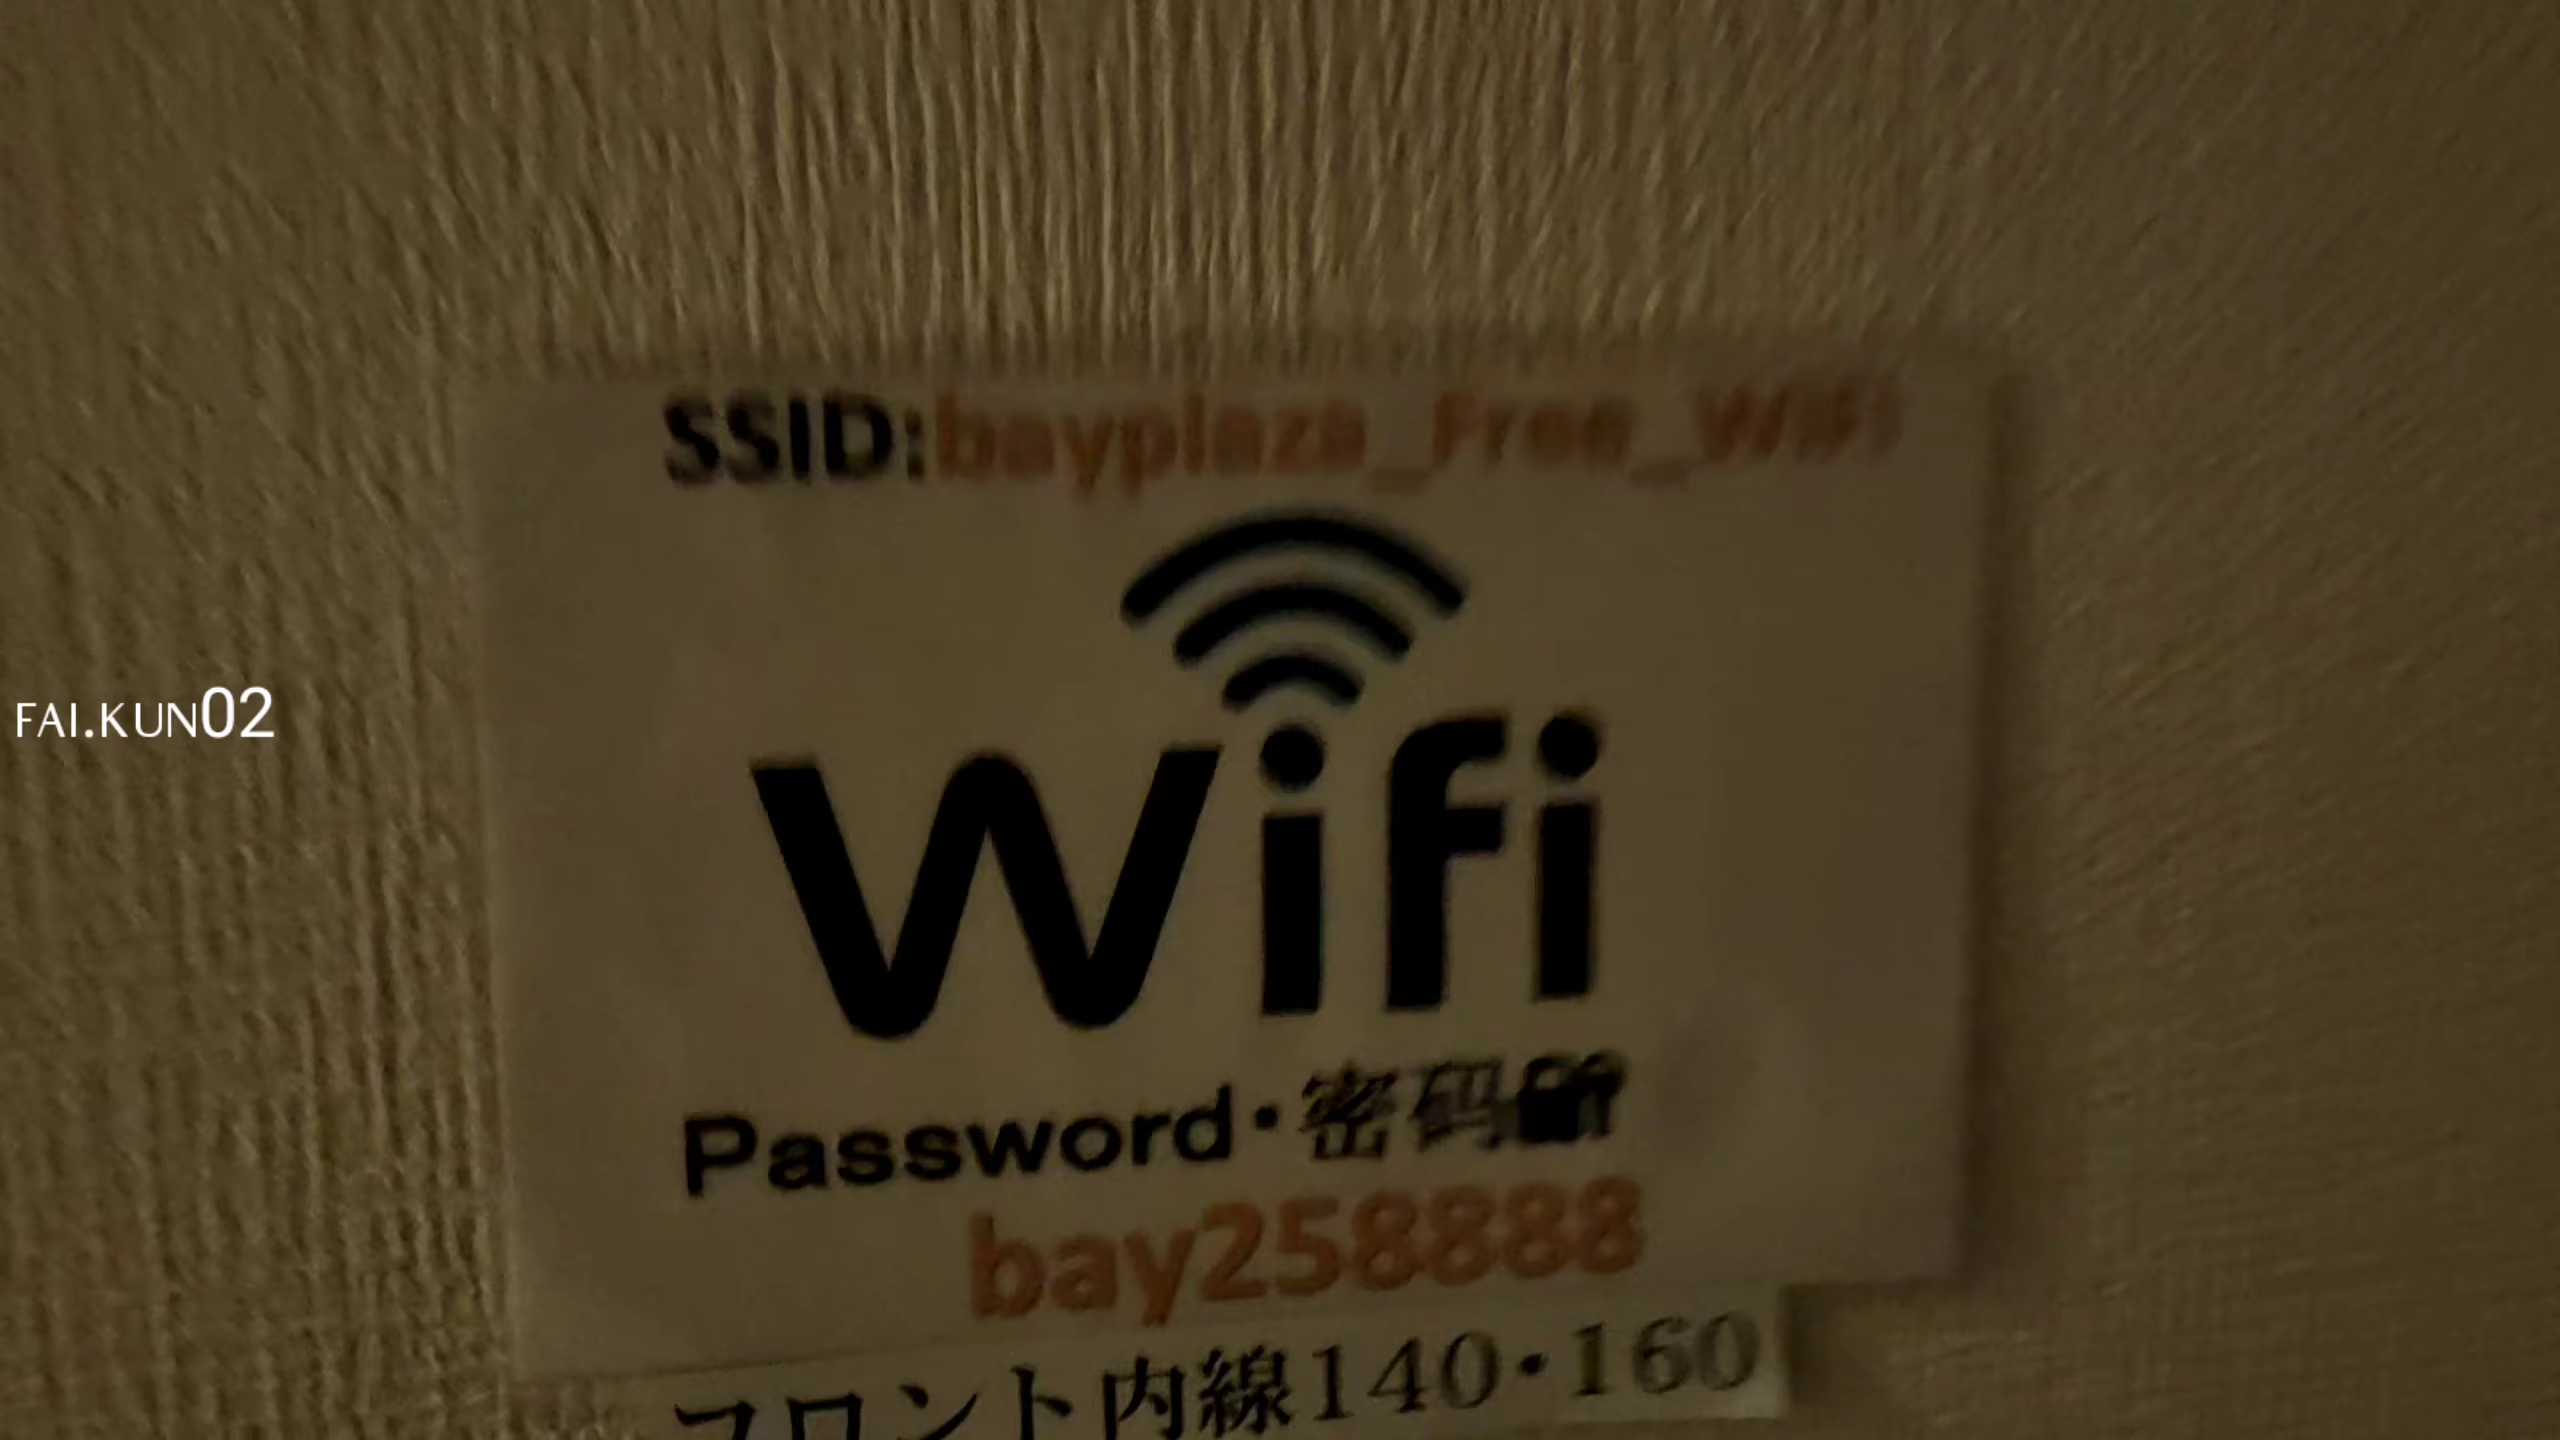 SSID:bayplaza_Free_Wifi
Wifi
FAI.KUN02
Password・密码
bay258888
フロント内線140・160